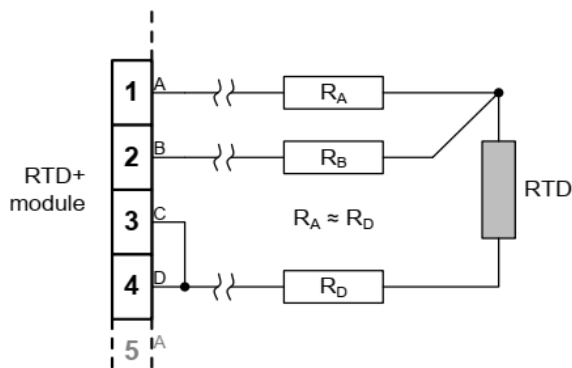 1 A
R_A
2 B
R_B
RTD+
module
RTD
3 C
R_A ≈ R_D
4 D
R_D
5 A